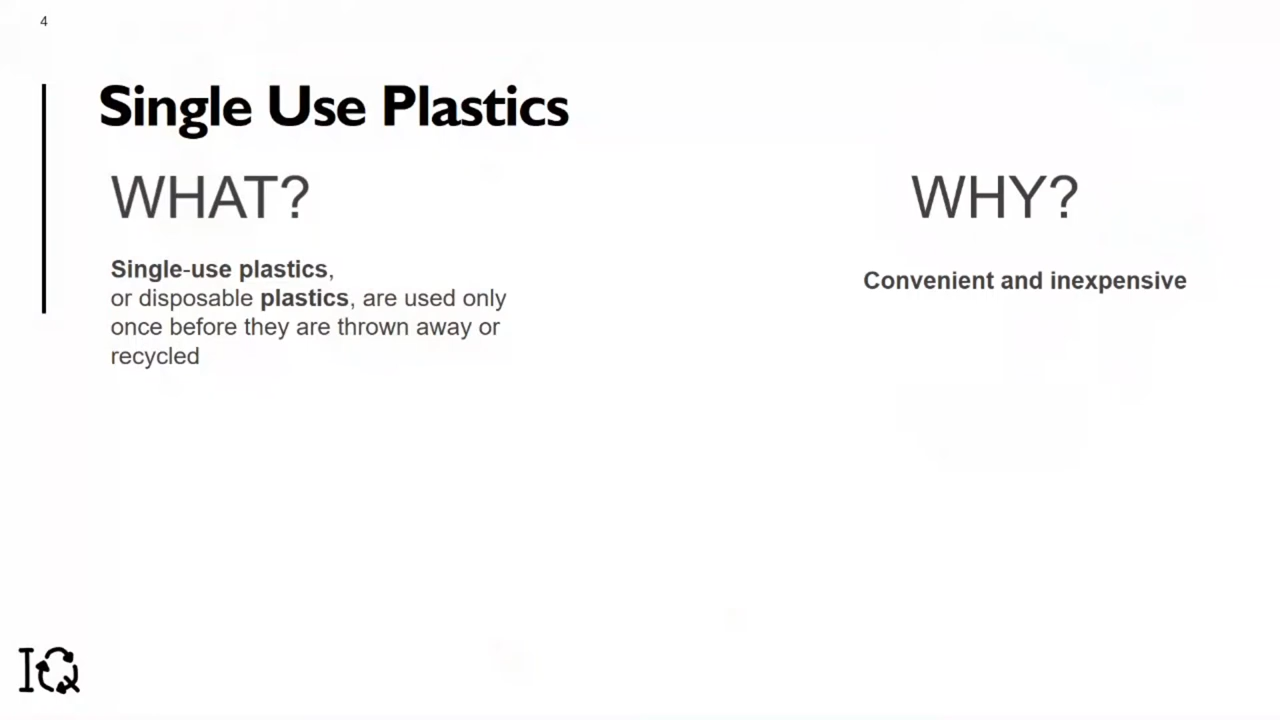 4
Single Use Plastics
WHAT?
Single-use plastics,
or disposable plastics, are used only
once before they are thrown away or
recycled
WHY?
Convenient and inexpensive
IQ